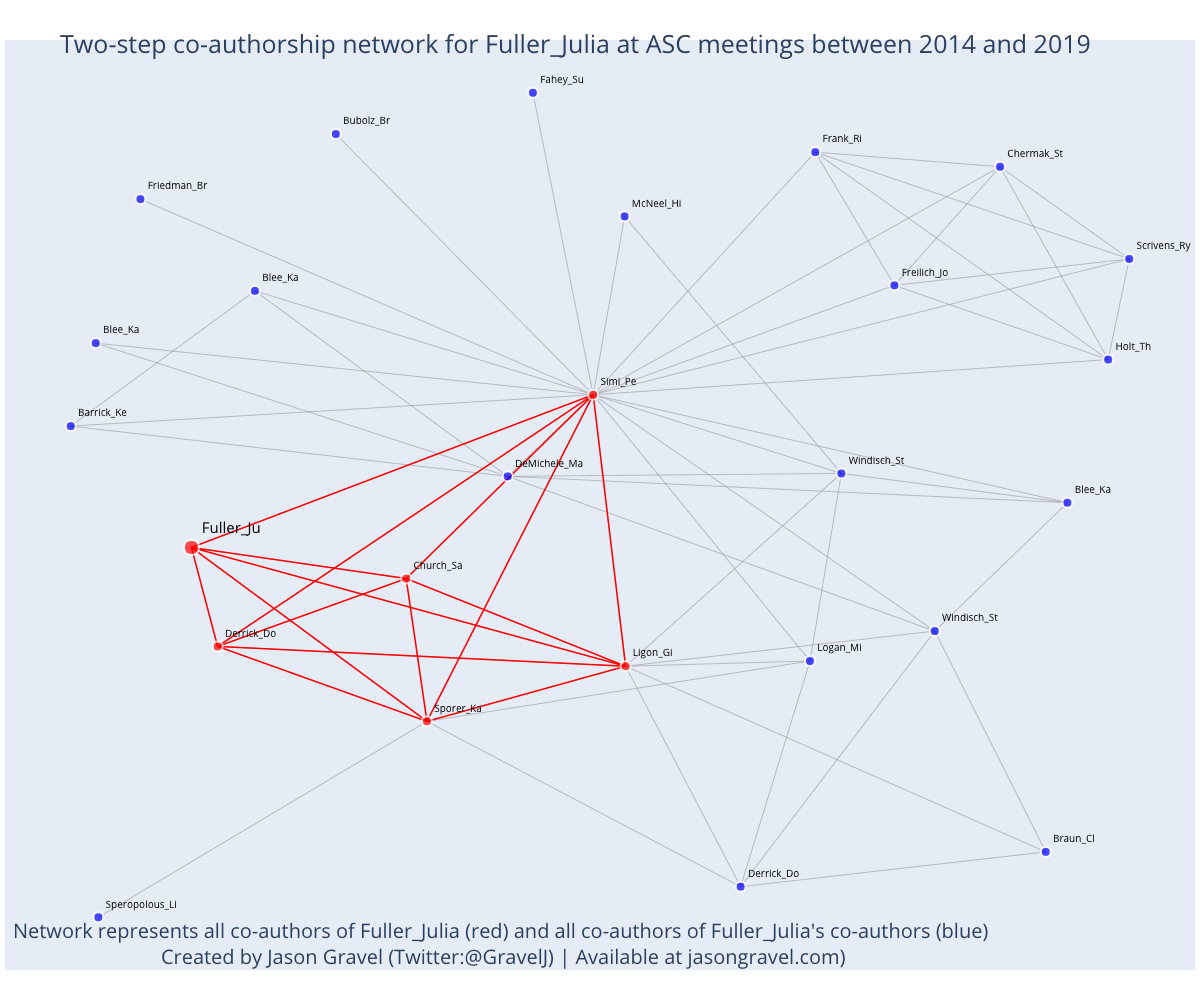 Two-step co-authorship network for Fuller_Julia at ASC meetings between 2014 and 2019
Fahey_Su
Bubolz_Br
Frank_Ri
Chermak_St
Friedman_Br
McNeel_Hi
Scrivens_Ry
Freilich_Jo
Blee_Ka
Blee_Ka
Holt_Th
Simi_Pe
Barrick_Ke
DeMichele_Ma
Windisch_St
Blee_Ka
Fuller_Ju
Church_Sa
Windisch_St
Derrick_Do
Ligon_Gi
Logan_Mi
Sporer_Ka
Braun_Cl
Derrick_Do
Speropolous_Li
Network represents all co-authors of Fuller_Julia (red) and all co-authors of Fuller_Julia's co-authors (blue)
Created by Jason Gravel (Twitter:@GravelJ) | Available at jasongravel.com)